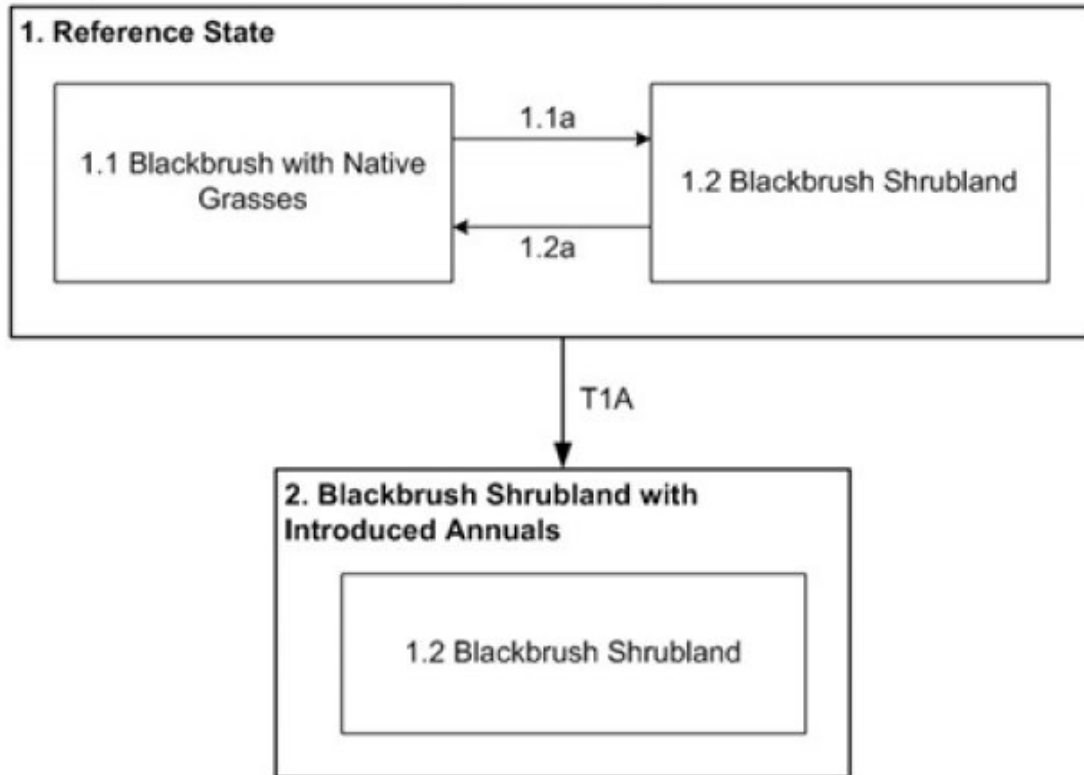 1. Reference State
1.1 Blackbrush with Native
Grasses
1.1a
1.2a
1.2 Blackbrush Shrubland
T1A
2. Blackbrush Shrubland with
Introduced Annuals
1.2 Blackbrush Shrubland